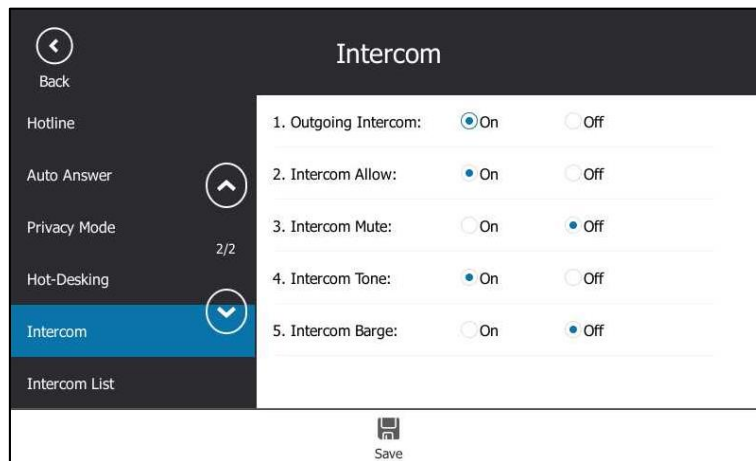 Intercom
Back
Hotline
Auto Answer
Privacy Mode
2/2
Hot-Desking
Intercom
Intercom List
1. Outgoing Intercom: On Off
2. Intercom Allow: On Off
3. Intercom Mute: On Off
4. Intercom Tone: On Off
5. Intercom Barge: On Off
Save